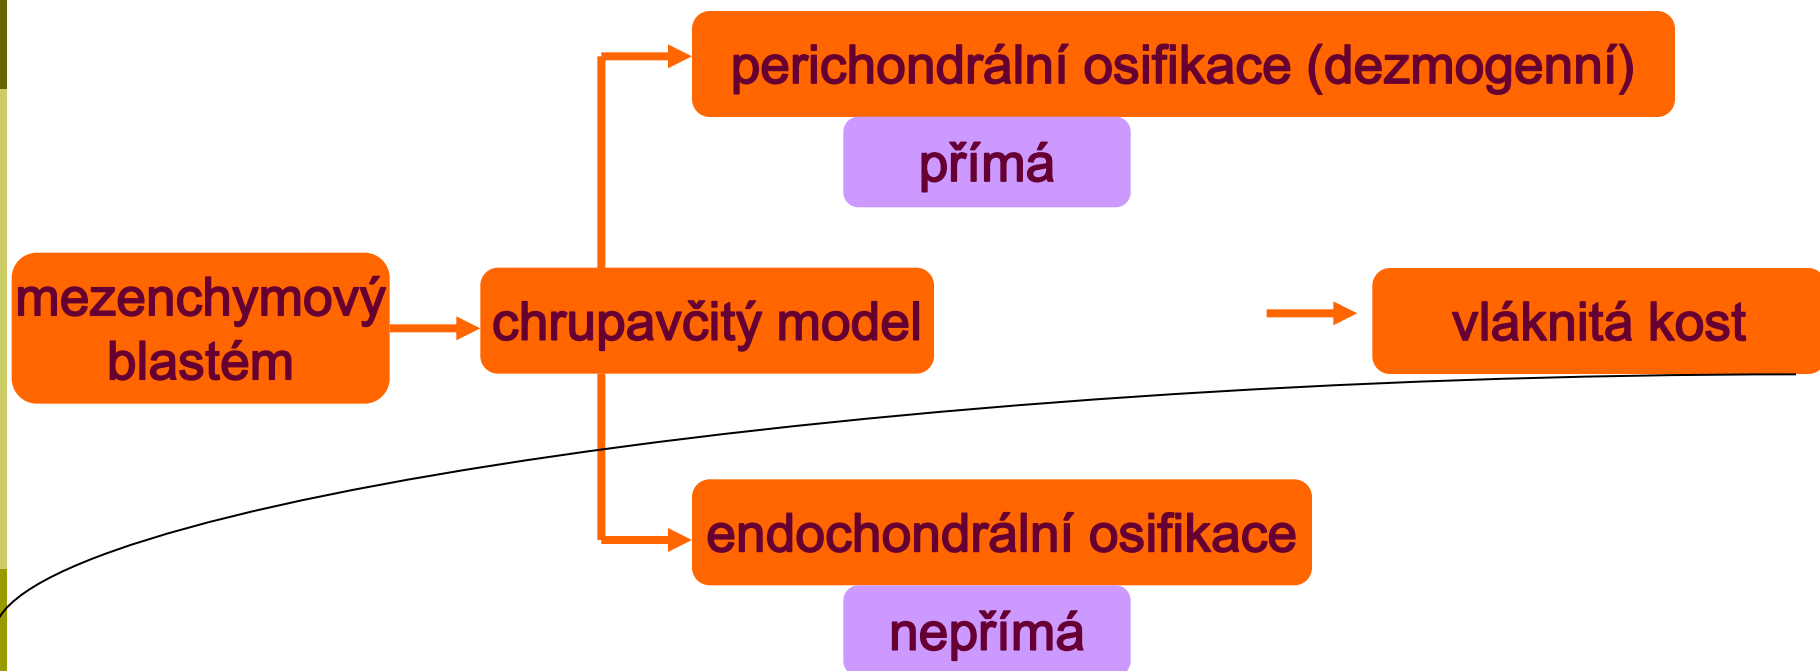 perichondrální osifikace (dezmogenní)
přímá
mezenchymový
blastém
chrupavčitý model
vláknitá kost
endochondrální osifikace
nepřímá